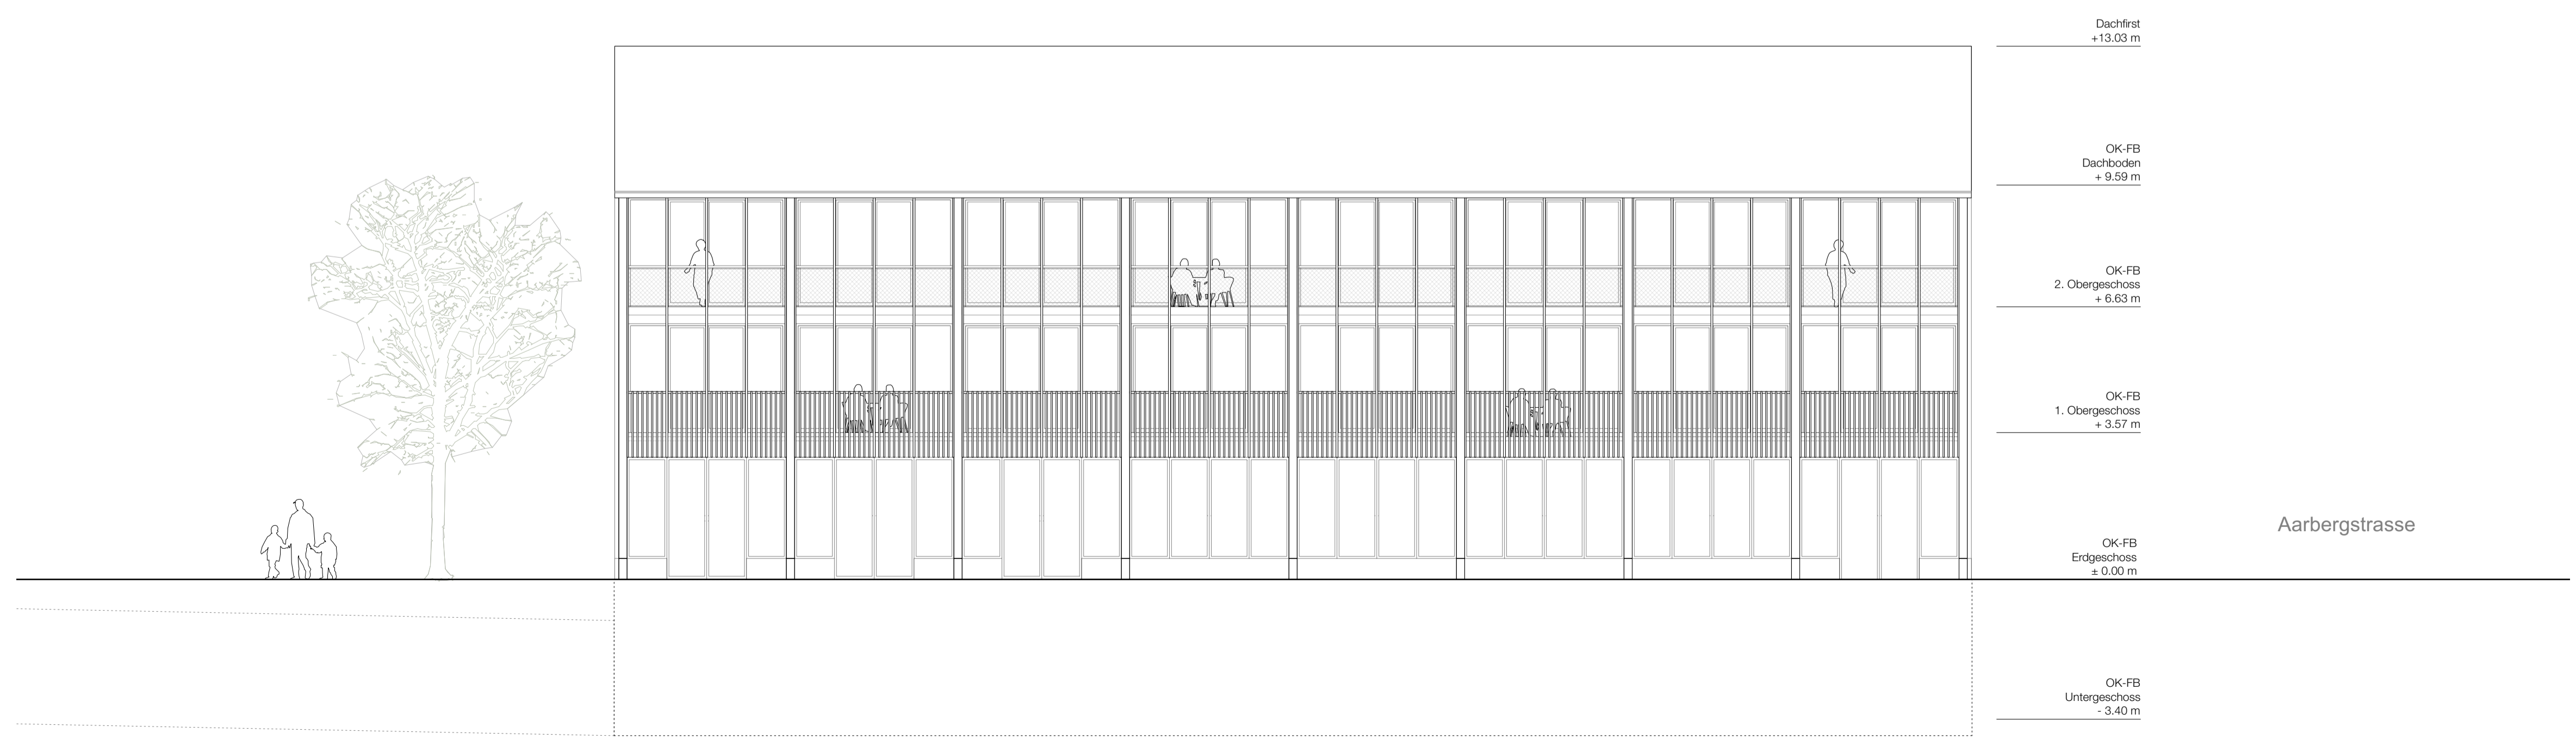 Dachfirst
+13.03 m
OK-FB
Dachboden
+ 9.59 m
OK-FB
2. Obergeschoss
+ 6.63 m
OK-FB
1. Obergeschoss
+ 3.57 m
Aarbergstrasse
OK-FB
Erdgeschoss
± 0.00 m
OK-FB
Untergeschoss
- 3.40 m